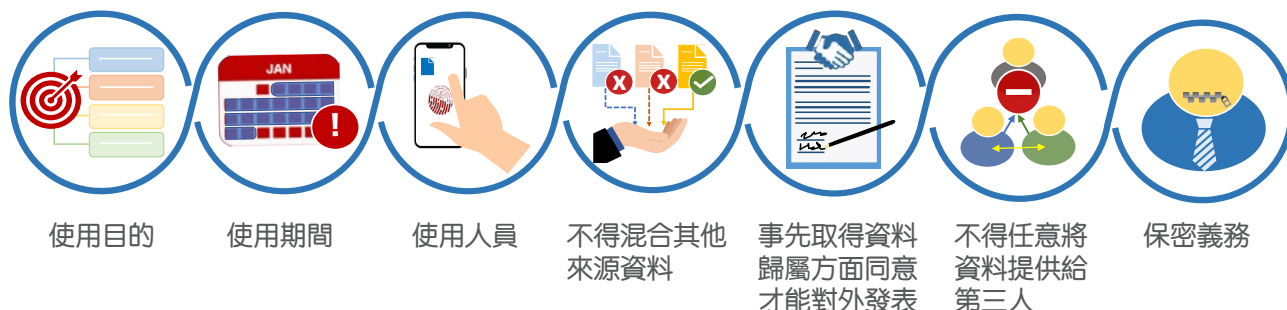 JAN
使用目的
使用期間
使用人員
不得混合其他
來源資料
事先取得資料
歸屬方面同意
才能對外發表
不得任意將
資料提供給
第三人
保密義務